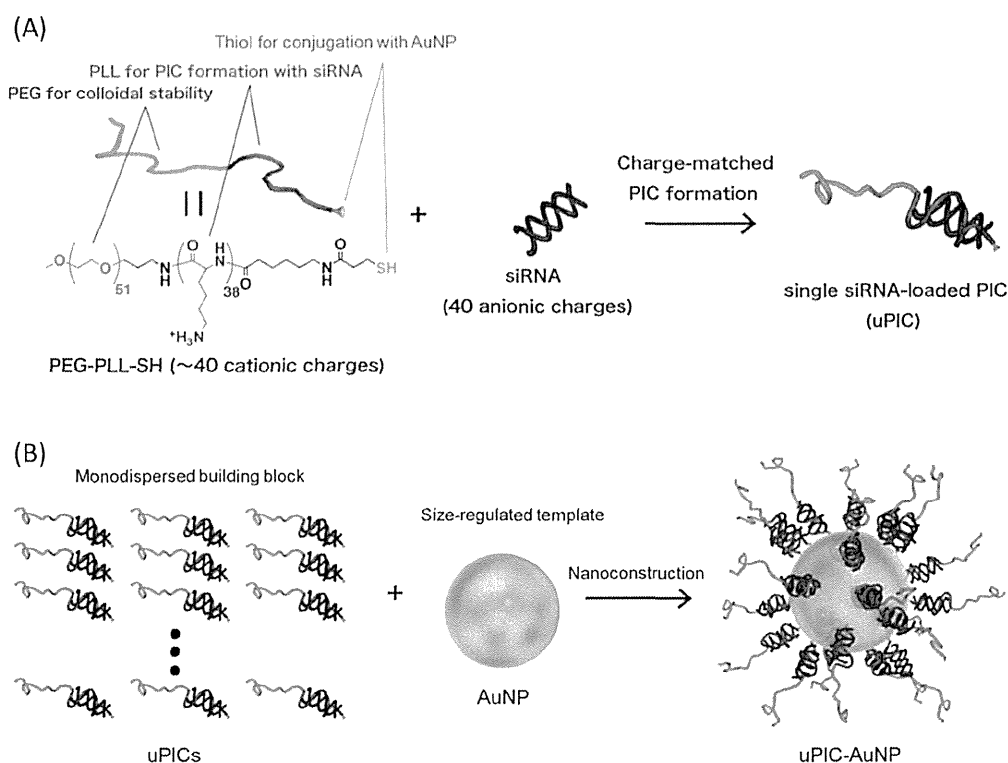 (A)
Thiol for conjugation with AuNP
PLL for PIC formation with siRNA
PEG for colloidal stability
+
Charge-matched
PIC formation
O
O
51
N
H
O
H
N
38
O
N
H
O
SH
+H₃N
siRNA
(40 anionic charges)
single siRNA-loaded PIC
(uPIC)
PEG-PLL-SH (~40 cationic charges)
(B)
Monodispersed building block
Size-regulated template
+
Nanoconstruction
AuNP
uPICs
uPIC-AuNP